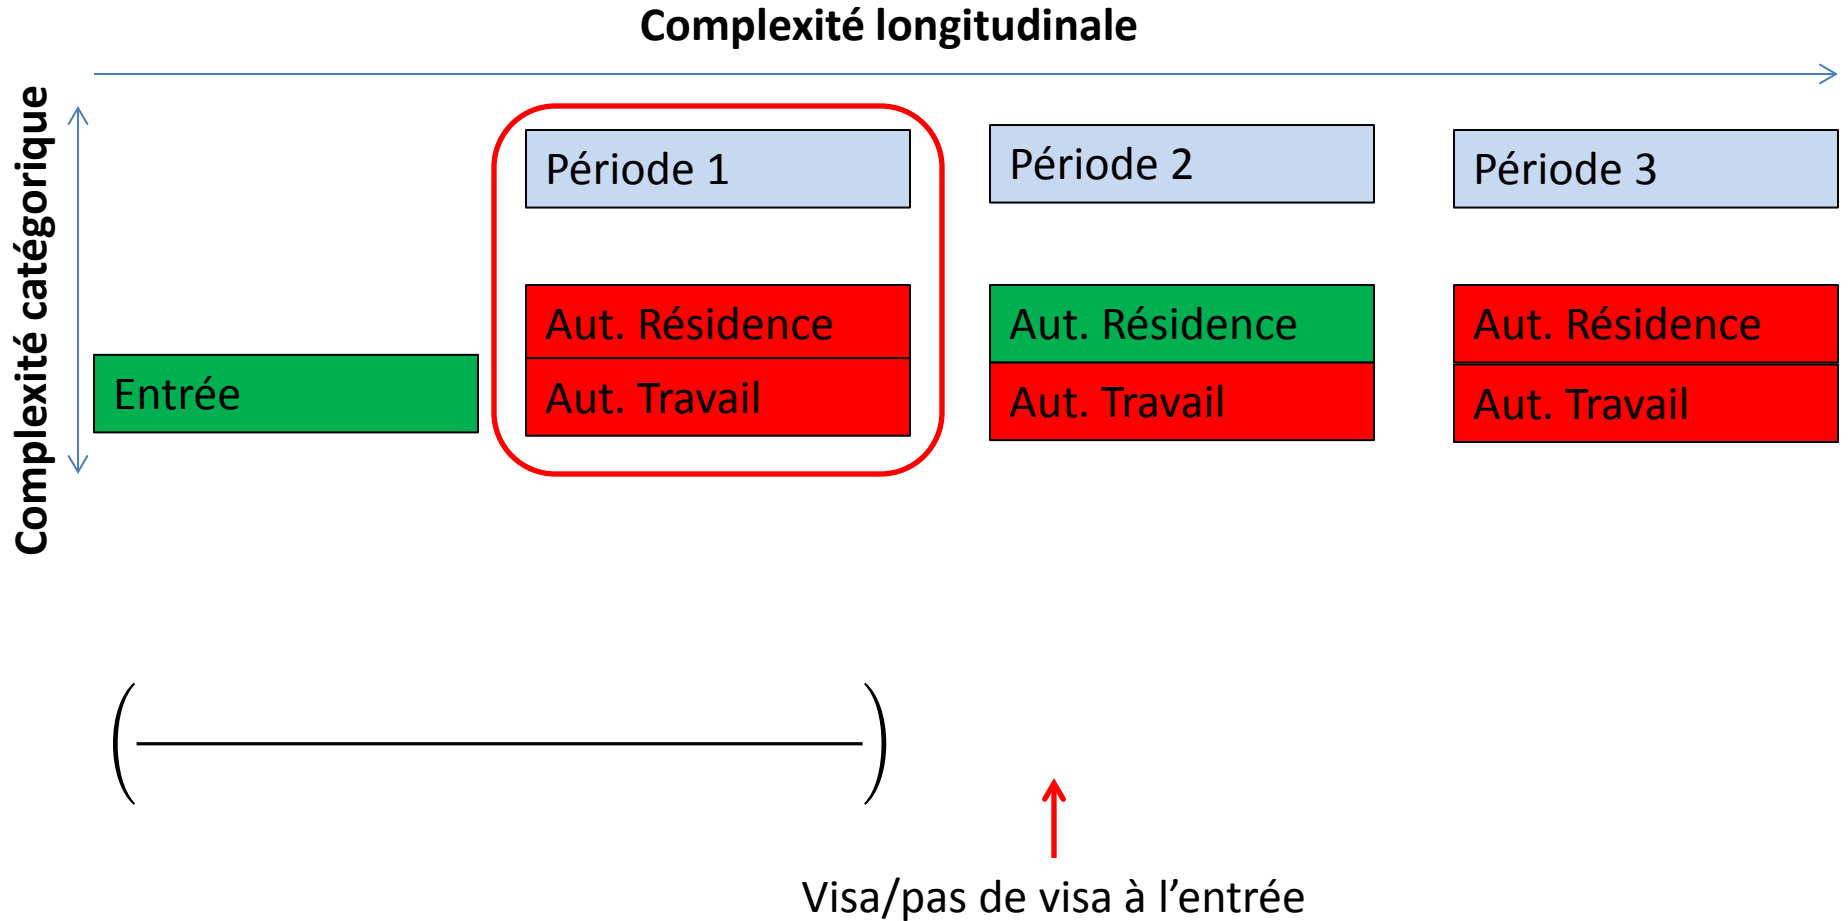 Complexité longitudinale
Complexité catégorique
Période 1
Période 2
Période 3
Aut. Résidence
Aut. Résidence
Aut. Résidence
Entrée
Aut. Travail
Aut. Travail
Aut. Travail
Visa/pas de visa à l’entrée